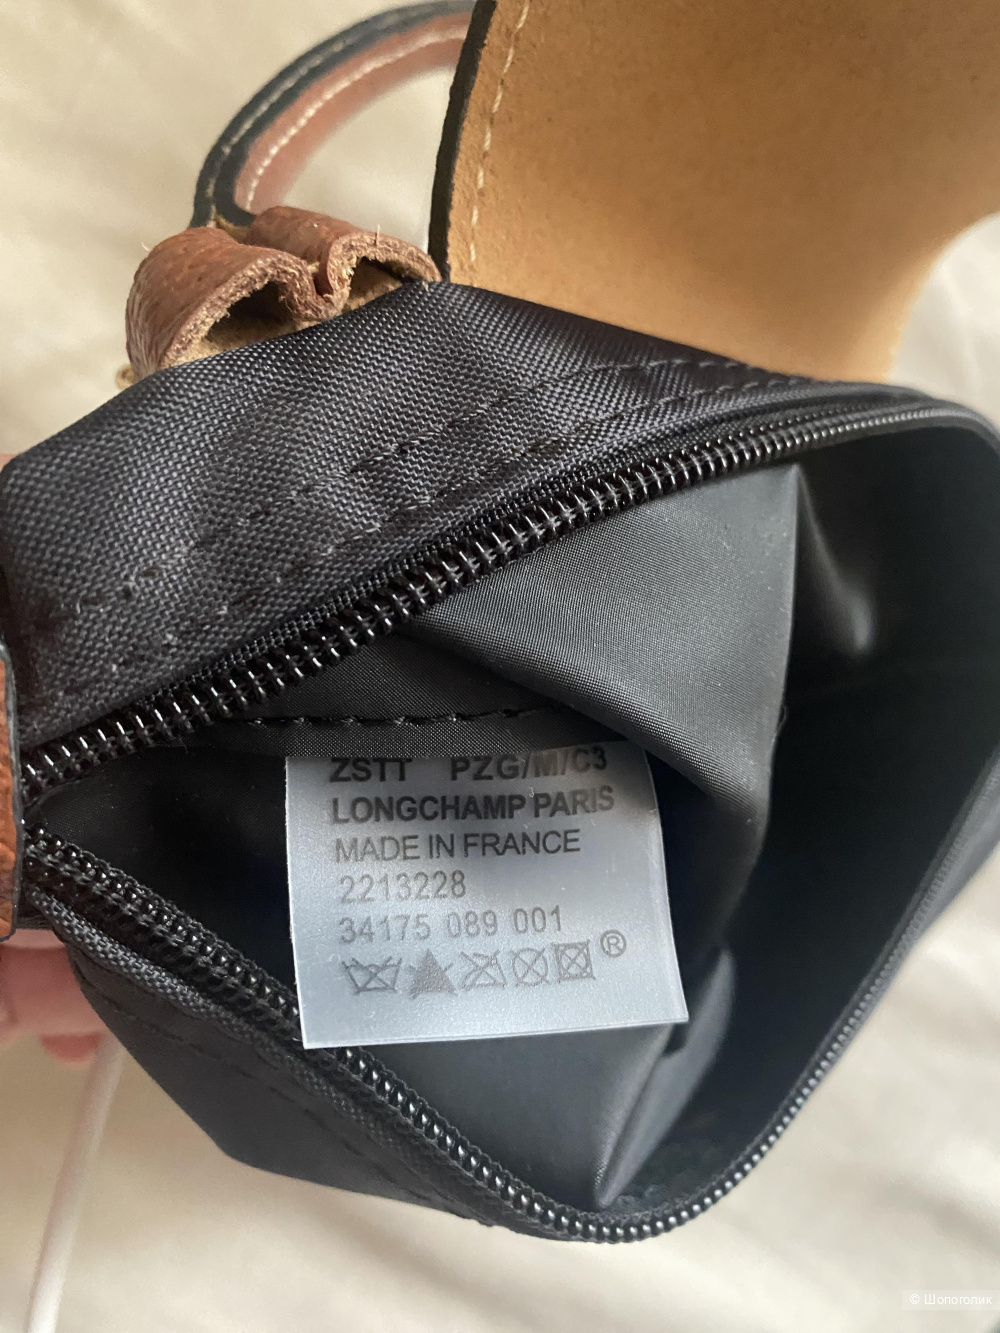 ZSTT PZG/M/C3
LONGCHAMP PARIS
MADE IN FRANCE
2213228
34175 089 001
®
© Шопоголик